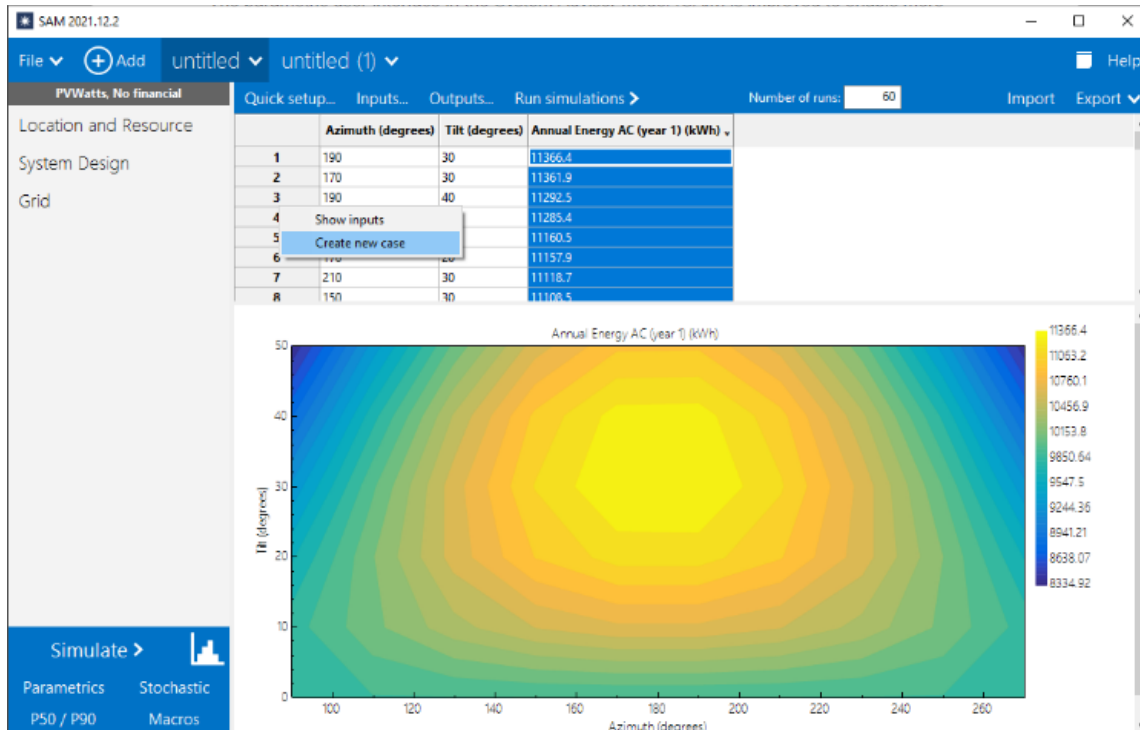 SAM 2021.12.2
File Add untitled untitled (1) Help
PVWatts, No financial
Quick setup... Inputs... Outputs... Run simulations Number of runs: 60 Import Export
Location and Resource
System Design
Grid
Azimuth (degrees) Tilt (degrees) Annual Energy AC (year 1) (kWh)
1 190 30 11366.4
2 170 30 11361.9
3 190 40 11292.5
4 11285.4
5 11160.5
6 11157.9
7 210 30 11118.7
8 150 30 11108.5
Show inputs
Create new case
Annual Energy AC (year 1) (kWh)
50
40
30
20
10
0
Tilt (degrees)
100 120 140 160 180 200 220 240 260
Azimuth (degrees)
11366.4
11063.2
10760.1
10456.9
10153.8
9850.64
9547.5
9244.36
8941.21
8638.07
8334.92
Simulate >
Parametrics Stochastic
P50 / P90 Macros